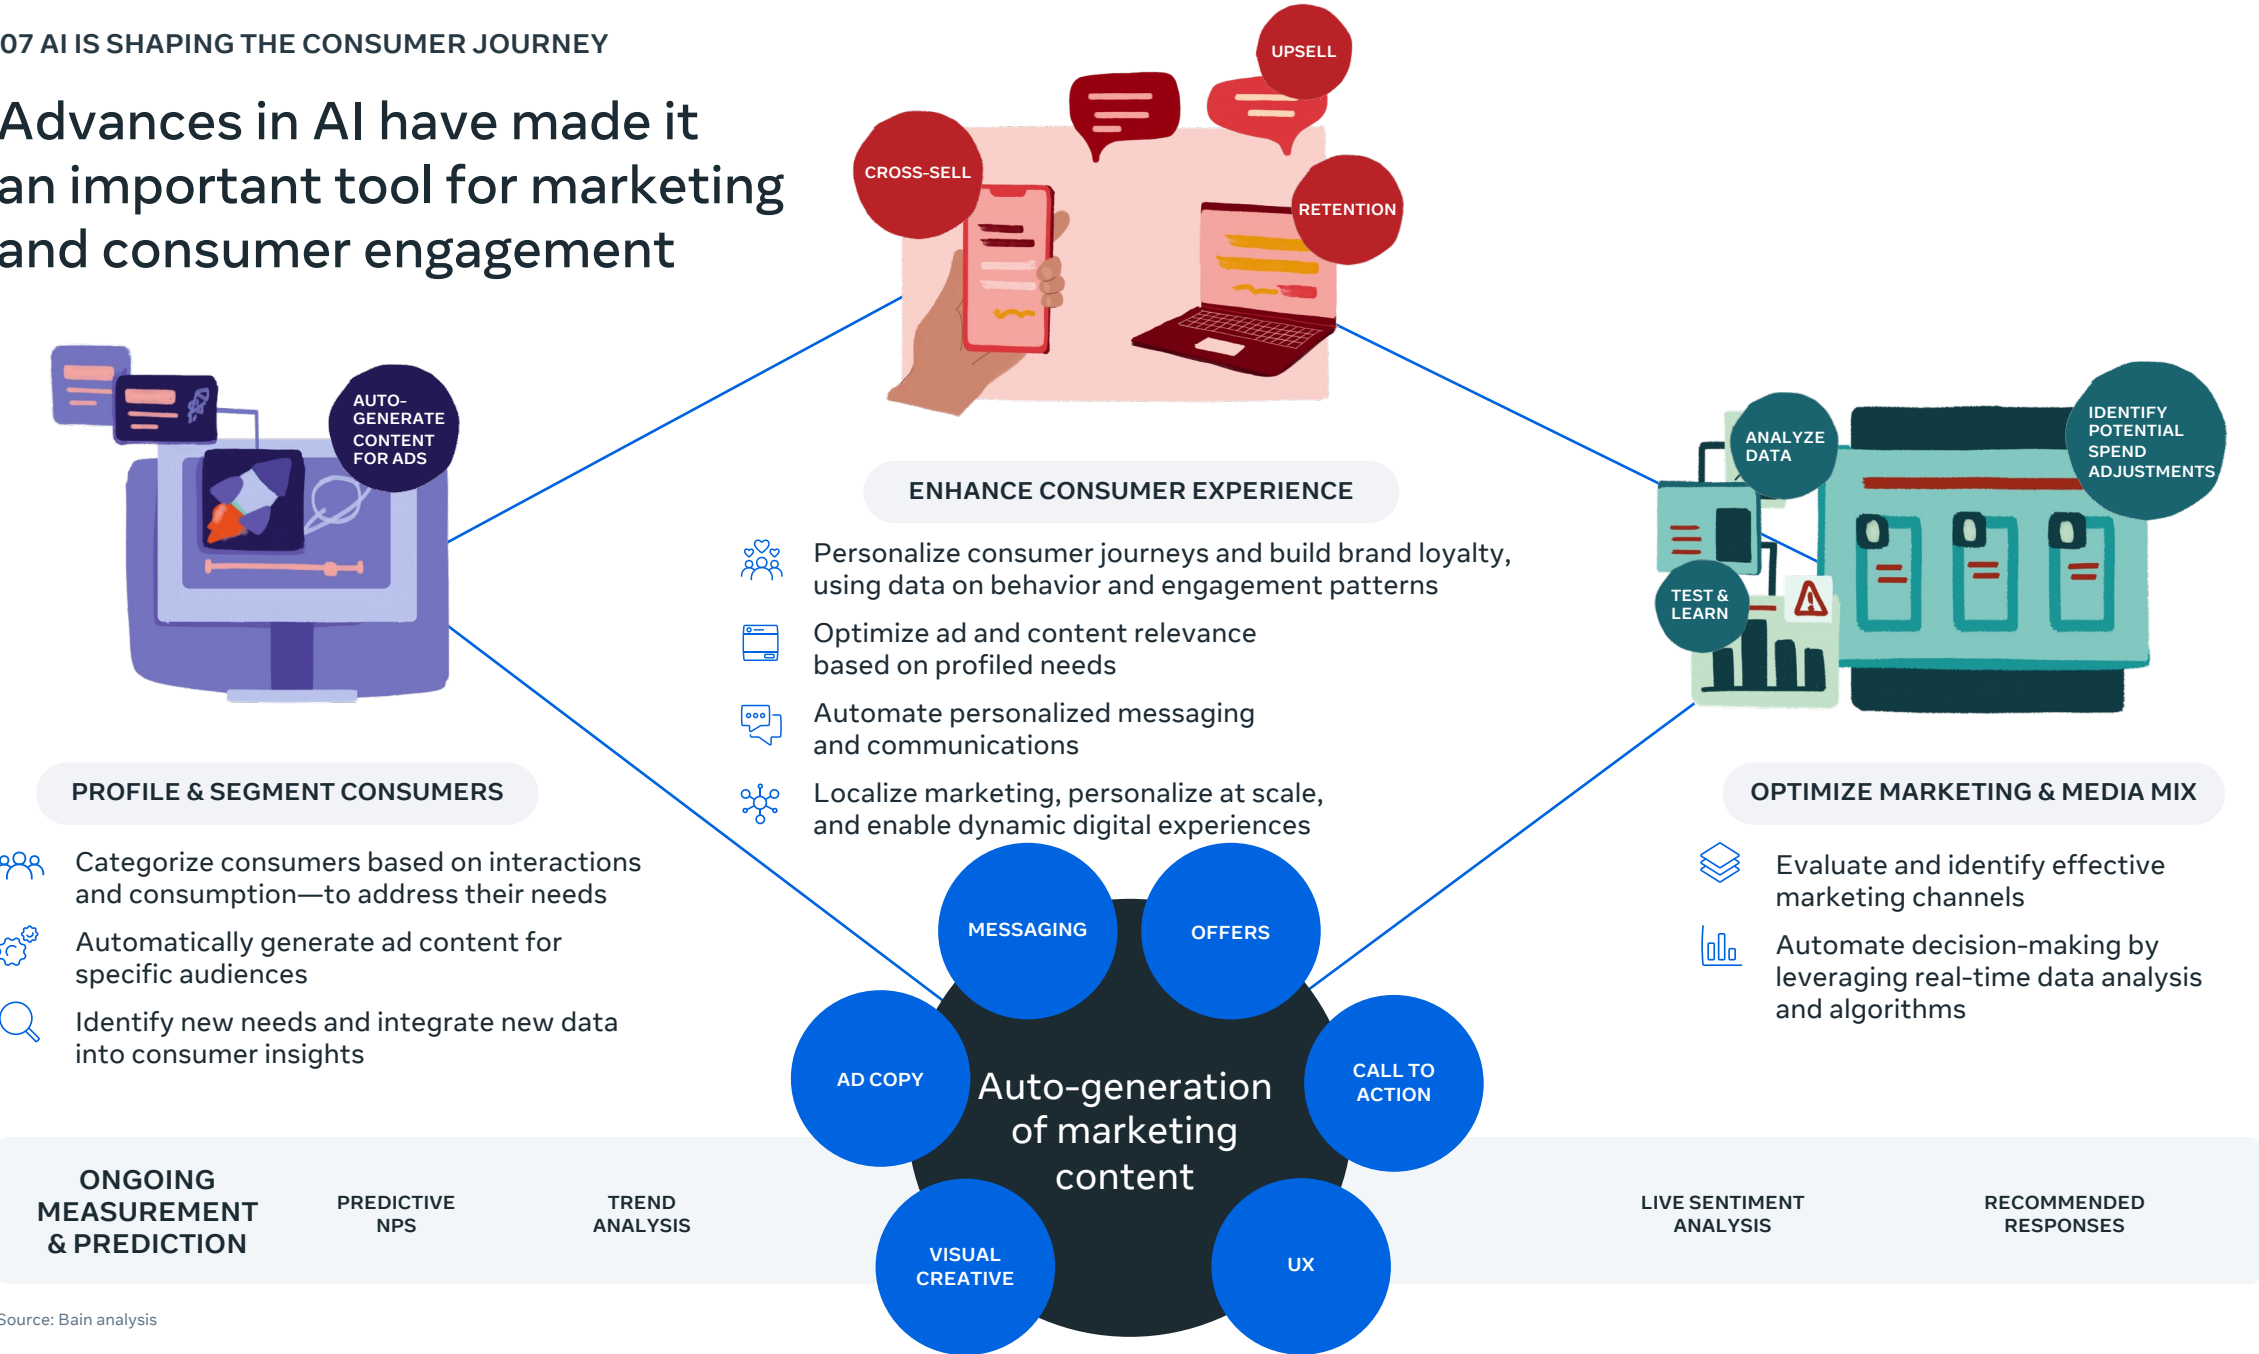 07 AI IS SHAPING THE CONSUMER JOURNEY
Advances in AI have made it
an important tool for marketing
and consumer engagement
UPSELL
CROSS-SELL
RETENTION
AUTO-
GENERATE
CONTENT
FOR ADS
ANALYZE
DATA
IDENTIFY
POTENTIAL
SPEND
ADJUSTMENTS
TEST &
LEARN
ENHANCE CONSUMER EXPERIENCE
Personalize consumer journeys and build brand loyalty,
using data on behavior and engagement patterns
Optimize ad and content relevance
based on profiled needs
Automate personalized messaging
and communications
Localize marketing, personalize at scale,
and enable dynamic digital experiences
PROFILE & SEGMENT CONSUMERS
Categorize consumers based on interactions
and consumption—to address their needs
Automatically generate ad content for
specific audiences
Identify new needs and integrate new data
into consumer insights
OPTIMIZE MARKETING & MEDIA MIX
Evaluate and identify effective
marketing channels
Automate decision-making by
leveraging real-time data analysis
and algorithms
MESSAGING
OFFERS
AD COPY
CALL TO
ACTION
Auto-generation
of marketing
content
VISUAL
CREATIVE
UX
ONGOING
MEASUREMENT
& PREDICTION
PREDICTIVE
NPS
TREND
ANALYSIS
LIVE SENTIMENT
ANALYSIS
RECOMMENDED
RESPONSES
Source: Bain analysis